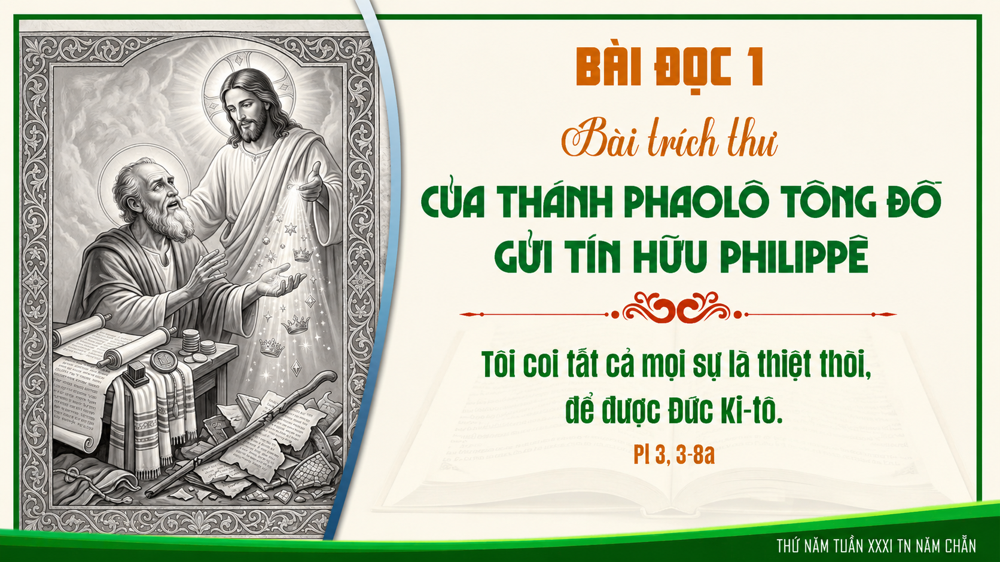 BÀI ĐỌC 1
Bài trích thư
CỦA THÁNH PHAOLÔ TÔNG ĐỒ
GỬI TÍN HỮU PHILIPPÊ
Tôi coi tất cả mọi sự là thiệt thòi,
để được Đức Ki-tô.
Pl 3, 3-8a
THỨ NĂM TUẦN XXXI TN NĂM CHẴN